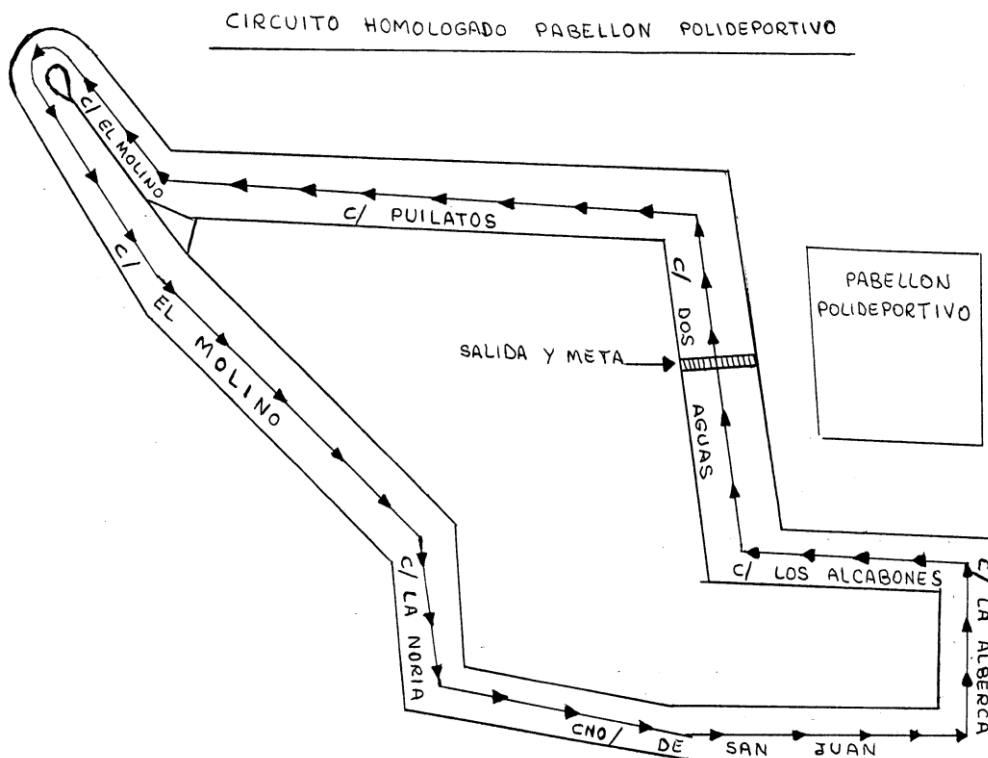 CIRCUITO HOMOLOGADO PABELLON POLIDEPORTIVO
C/ EL MOLINO
C/ PUILATOS
C/ DOS AGUAS
PABELLON
POLIDEPORTIVO
SALIDA Y META
C/ EL MOLINO
C/ LA NORIA
C/ LOS ALCABONES
C/ LA ALBERCA
CNO/ DE SAN JUAN